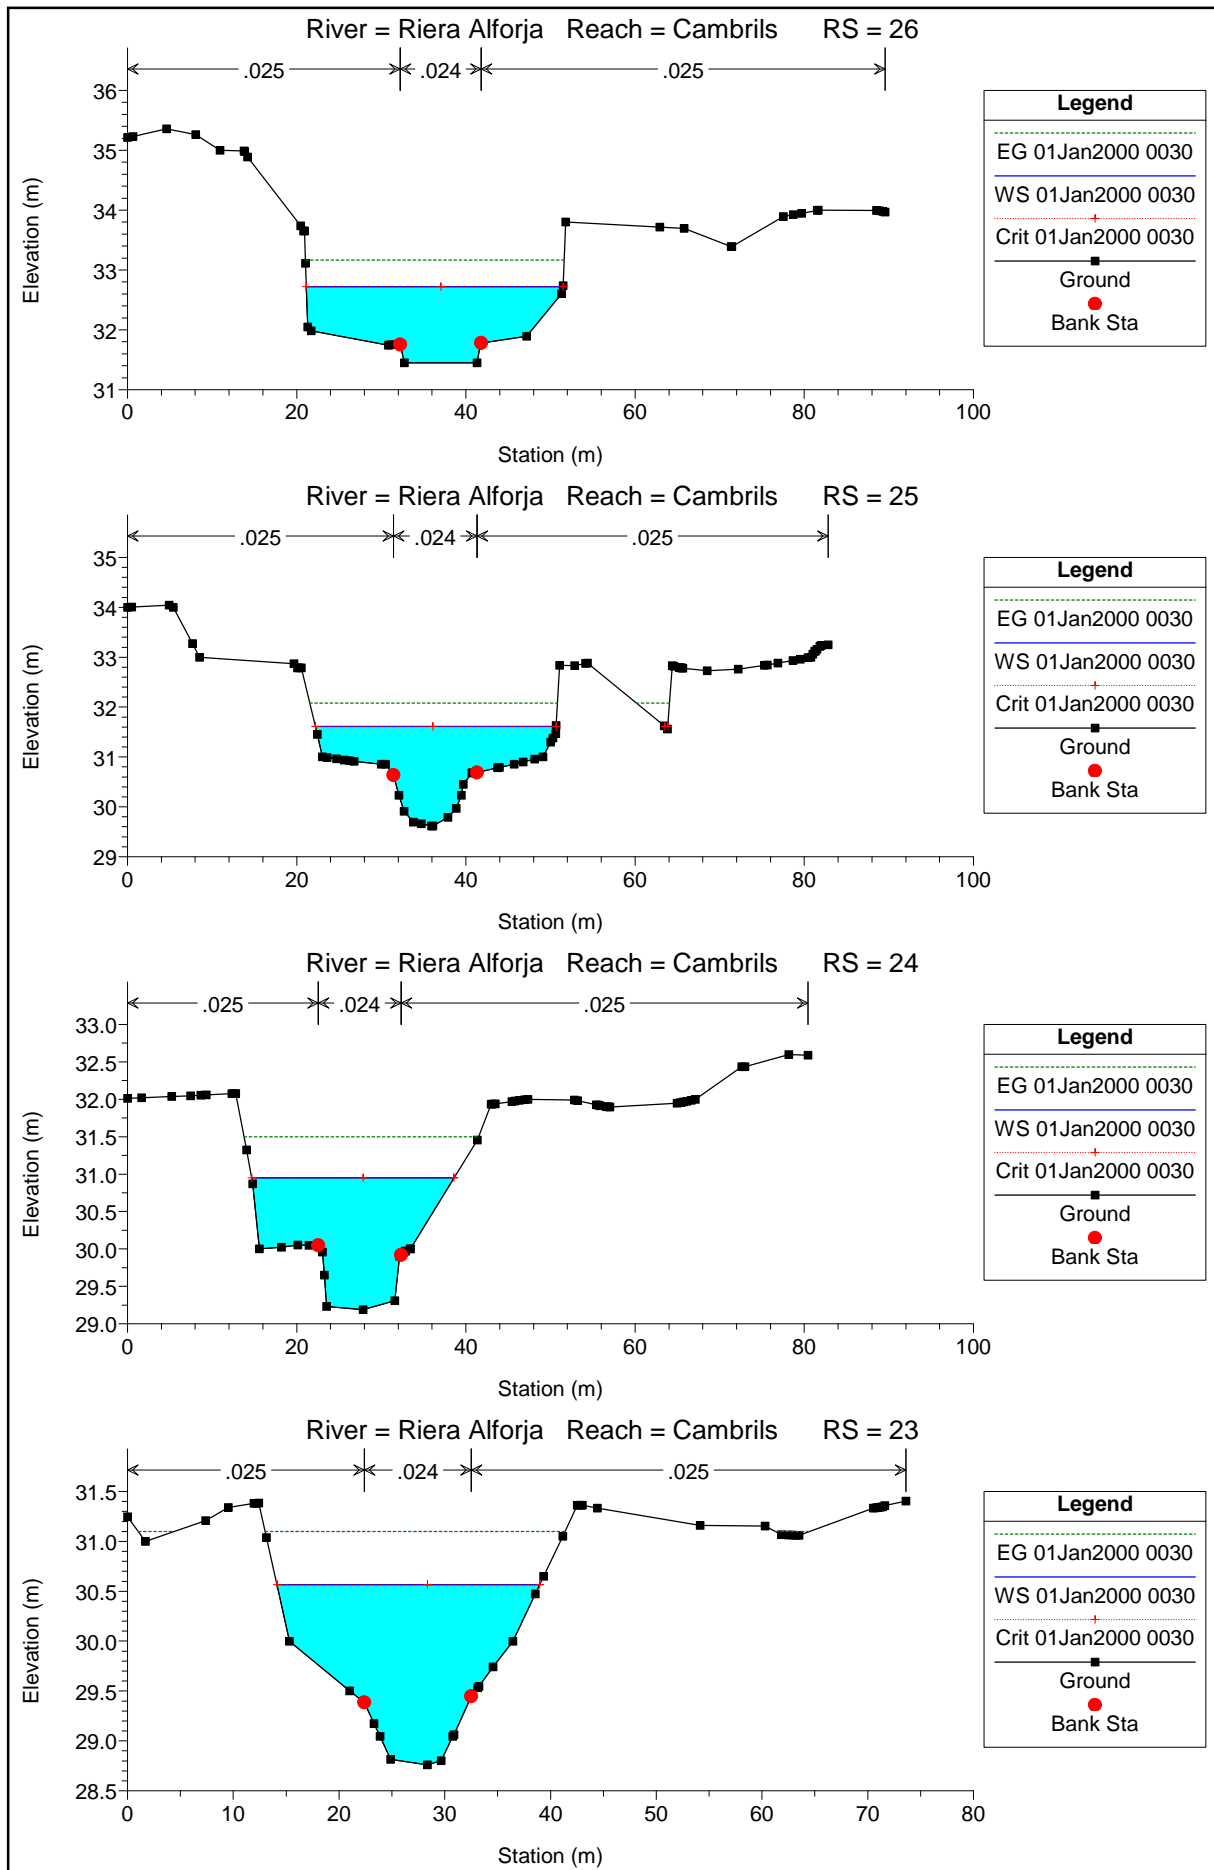 River = Riera Alforja Reach = Cambrils RS = 26
.025 .024 .025
36
35
34
33
32
31
Elevation (m)
0 20 40 60 80 100
Station (m)
Legend
EG 01Jan2000 0030
WS 01Jan2000 0030
Crit 01Jan2000 0030
Ground
Bank Sta
River = Riera Alforja Reach = Cambrils RS = 25
.025 .024 .025
35
34
33
32
31
30
29
Elevation (m)
0 20 40 60 80 100
Station (m)
Legend
EG 01Jan2000 0030
WS 01Jan2000 0030
Crit 01Jan2000 0030
Ground
Bank Sta
River = Riera Alforja Reach = Cambrils RS = 24
.025 .024 .025
33.0
32.5
32.0
31.5
31.0
30.5
30.0
29.5
29.0
Elevation (m)
0 20 40 60 80 100
Station (m)
Legend
EG 01Jan2000 0030
WS 01Jan2000 0030
Crit 01Jan2000 0030
Ground
Bank Sta
River = Riera Alforja Reach = Cambrils RS = 23
.025 .024 .025
31.5
31.0
30.5
30.0
29.5
29.0
28.5
Elevation (m)
0 10 20 30 40 50 60 70 80
Station (m)
Legend
EG 01Jan2000 0030
WS 01Jan2000 0030
Crit 01Jan2000 0030
Ground
Bank Sta